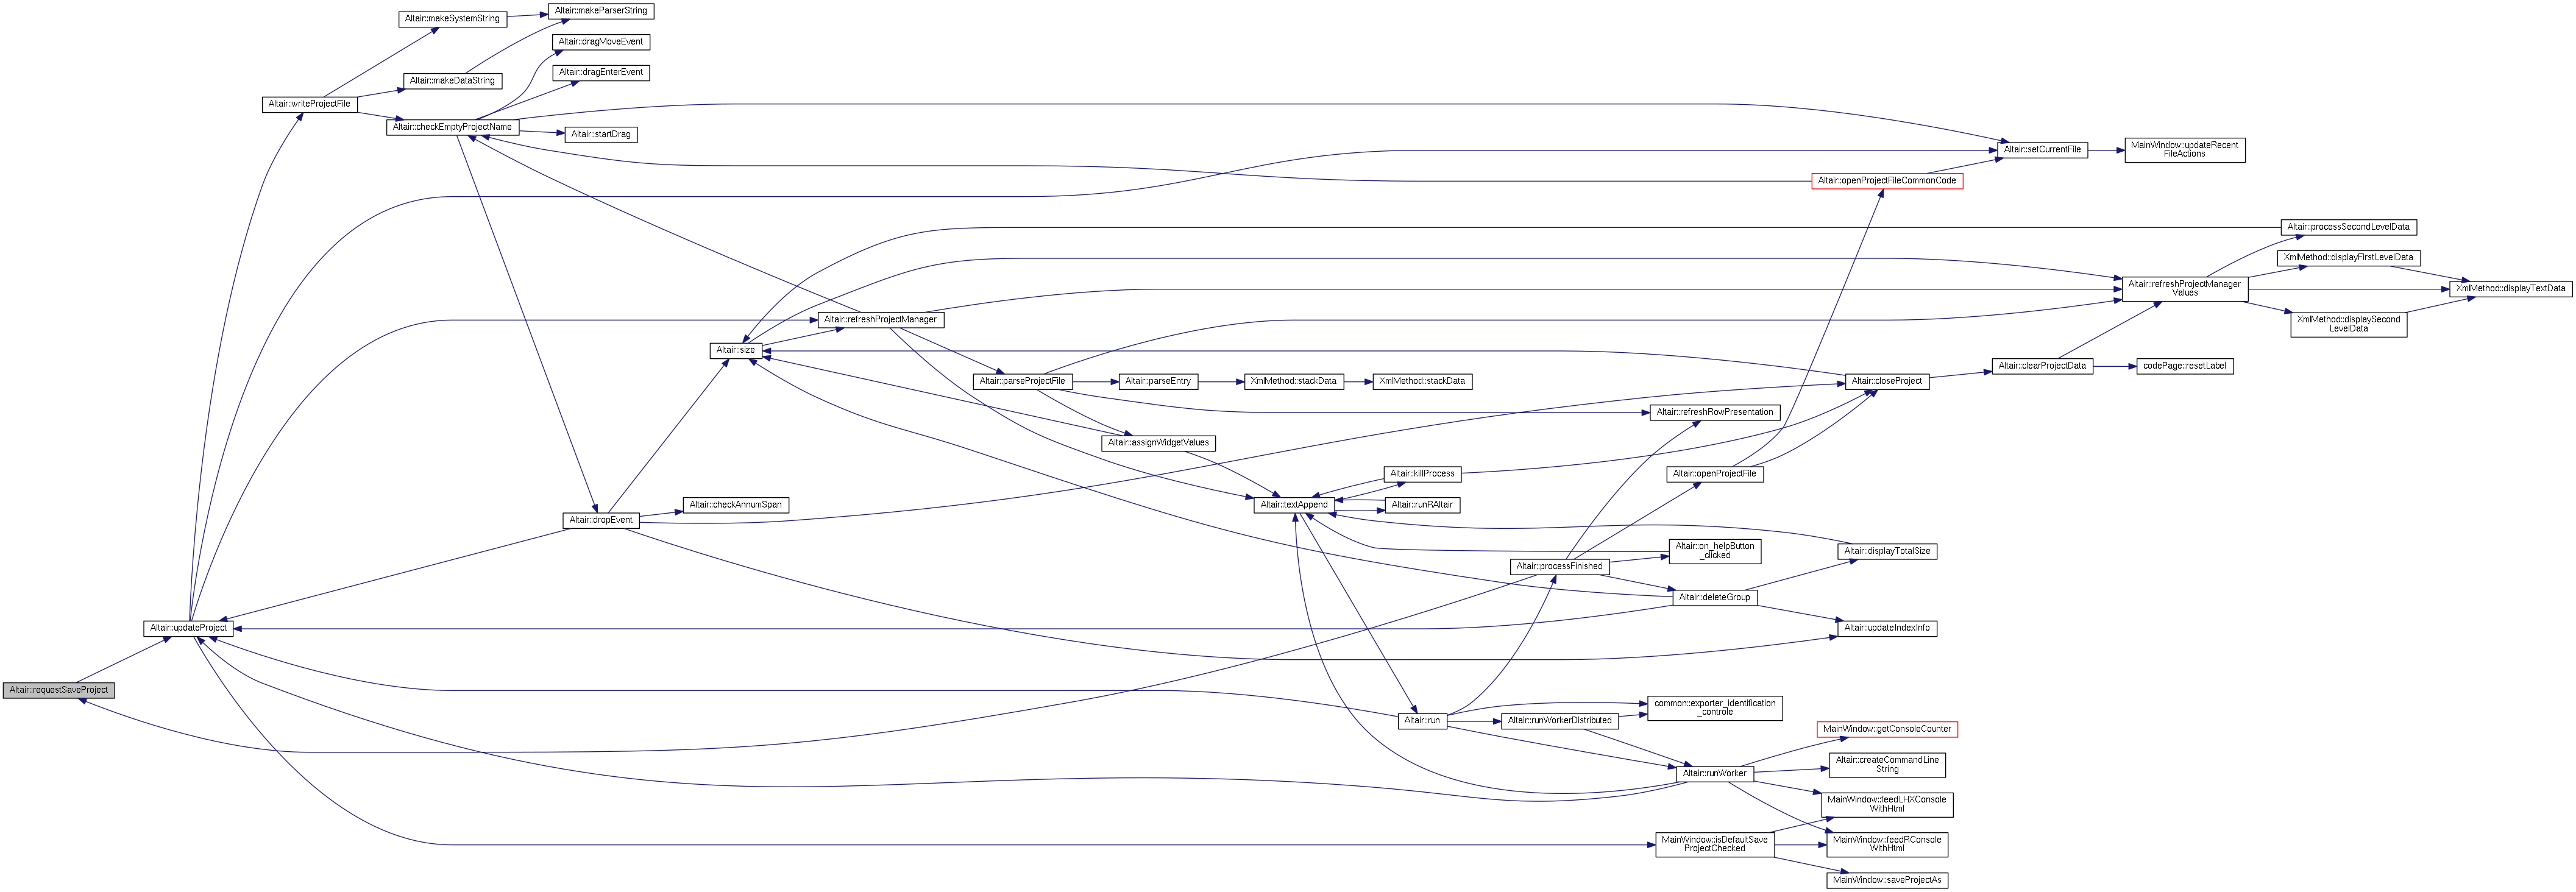 Altair::makeSystemString
Altair::makeParserString
Altair::dragMoveEvent
Altair::dragEnterEvent
Altair::makeDataString
Altair::writeProjectFile
Altair::checkEmptyProjectName
Altair::startDrag
Altair::setCurrentFile
MainWindow::updateRecent
FileActions
Altair::openProjectFileCommonCode
Altair::processSecondLevelData
XmlMethod::displayFirstLevelData
Altair::refreshProjectManager
Values
XmlMethod::displayTextData
XmlMethod::displaySecond
LevelData
Altair::refreshProjectManager
Altair::size
Altair::clearProjectData
codePage::resetLabel
Altair::parseProjectFile
Altair::parseEntry
XmlMethod::stackData
XmlMethod::stackData
Altair::closeProject
Altair::refreshRowPresentation
Altair::assignWidgetValues
Altair::killProcess
Altair::openProjectFile
Altair::checkAnnumSpan
Altair::textAppend
Altair::runRAltair
Altair::dropEvent
Altair::on_helpButton
_clicked
Altair::displayTotalSize
Altair::processFinished
Altair::deleteGroup
Altair::updateProject
Altair::updateIndexInfo
Altair::requestSaveProject
common::exporter_identification
_controle
Altair::run
Altair::runWorkerDistributed
MainWindow::getConsoleCounter
Altair::createCommandLine
String
Altair::runWorker
MainWindow::feedLHXConsole
WithHtml
MainWindow::isDefaultSave
ProjectChecked
MainWindow::feedRConsole
WithHtml
MainWindow::saveProjectAs